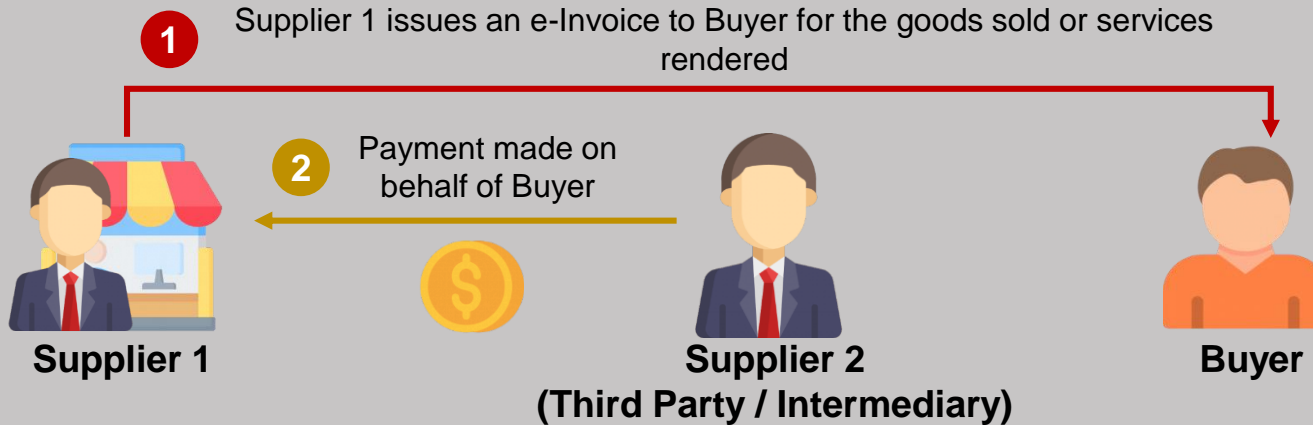 1
Supplier 1 issues an e-Invoice to Buyer for the goods sold or services
rendered
2
Payment made on
behalf of Buyer
$
Supplier 1
Supplier 2
(Third Party / Intermediary)
Buyer